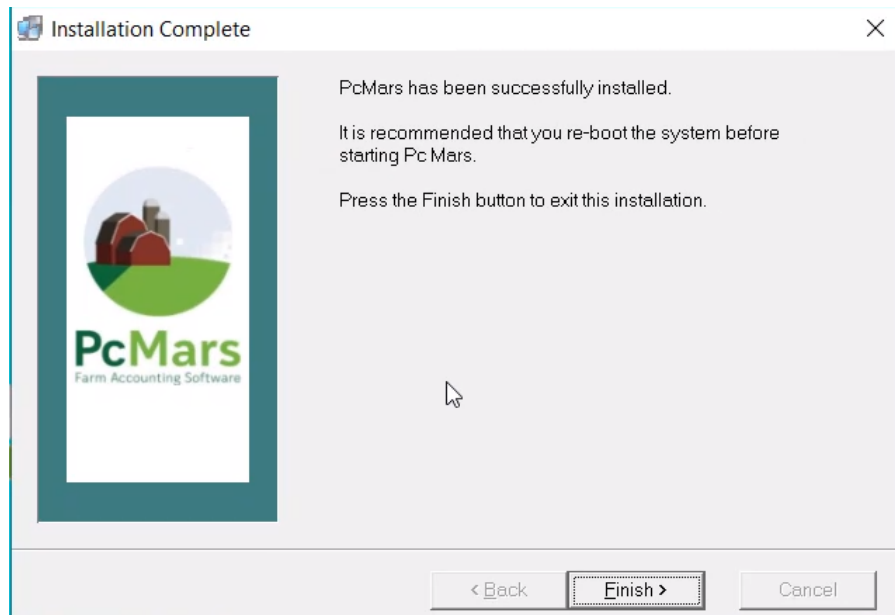 Installation Complete
PcMars has been successfully installed.
It is recommended that you re-boot the system before
starting Pc Mars.
Press the Finish button to exit this installation.
PcMars
Farm Accounting Software
< Back
Finish >
Cancel